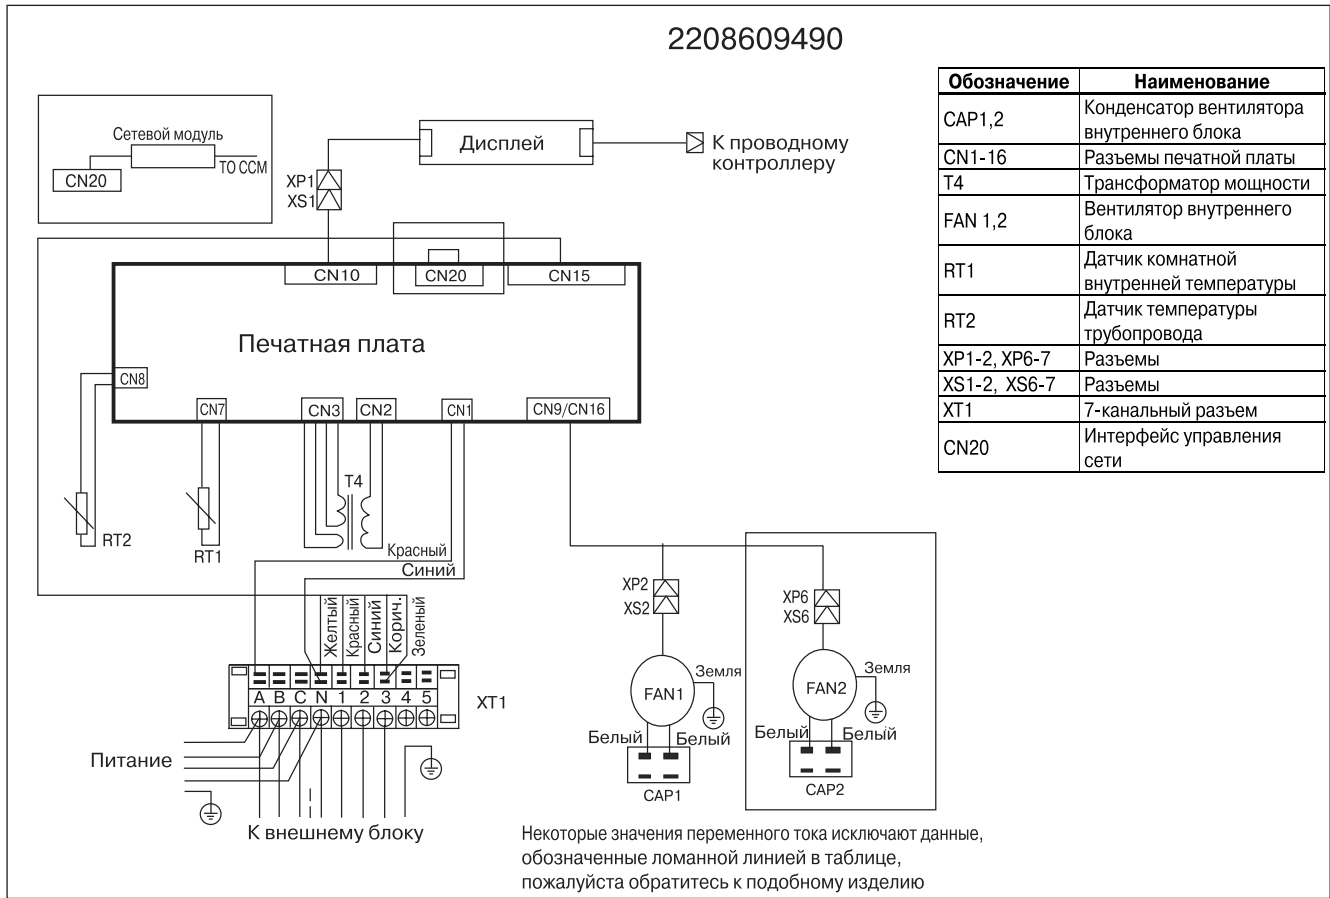 2208609490
Обозначение Наименование
CAP1,2 Конденсатор вентилятора
внутреннего блока
CN1-16 Разъемы печатной платы
T4 Трансформатор мощности
FAN 1,2 Вентилятор внутреннего
блока
RT1 Датчик комнатной
внутренней температуры
RT2 Датчик температуры
трубопровода
XP1-2, XP6-7 Разъемы
XS1-2, XS6-7 Разъемы
XT1 7-канальный разъем
CN20 Интерфейс управления
сети
Сетевой модуль
TO CCM
CN20
Дисплей
К проводному
контроллеру
XP1
XS1
CN10
CN20
CN15
Печатная плата
CN8
CN7
CN3
CN2
CN1
CN9/CN16
T4
RT2
RT1
Красный
Синий
Желтый
Красный
Синий
Корич.
Зеленый
A B C N 1 2 3 4 5
XT1
Питание
К внешнему блоку
XP2
XS2
FAN1
Земля
Белый
Белый
CAP1
XP6
XS6
FAN2
Земля
Белый
Белый
CAP2
Некоторые значения переменного тока исключают данные,
обозначенные ломанной линией в таблице,
пожалуйста обратитесь к подобному изделию